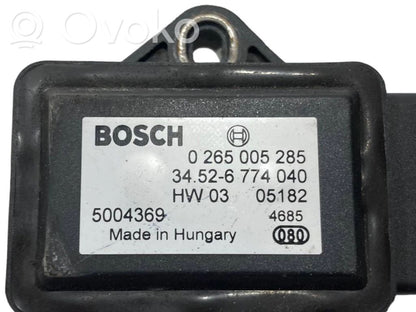 Ovoko
BOSCH
0 265 005 285
34.52-6 774 040
HW 03 05182
5004369 4685
Made in Hungary 080